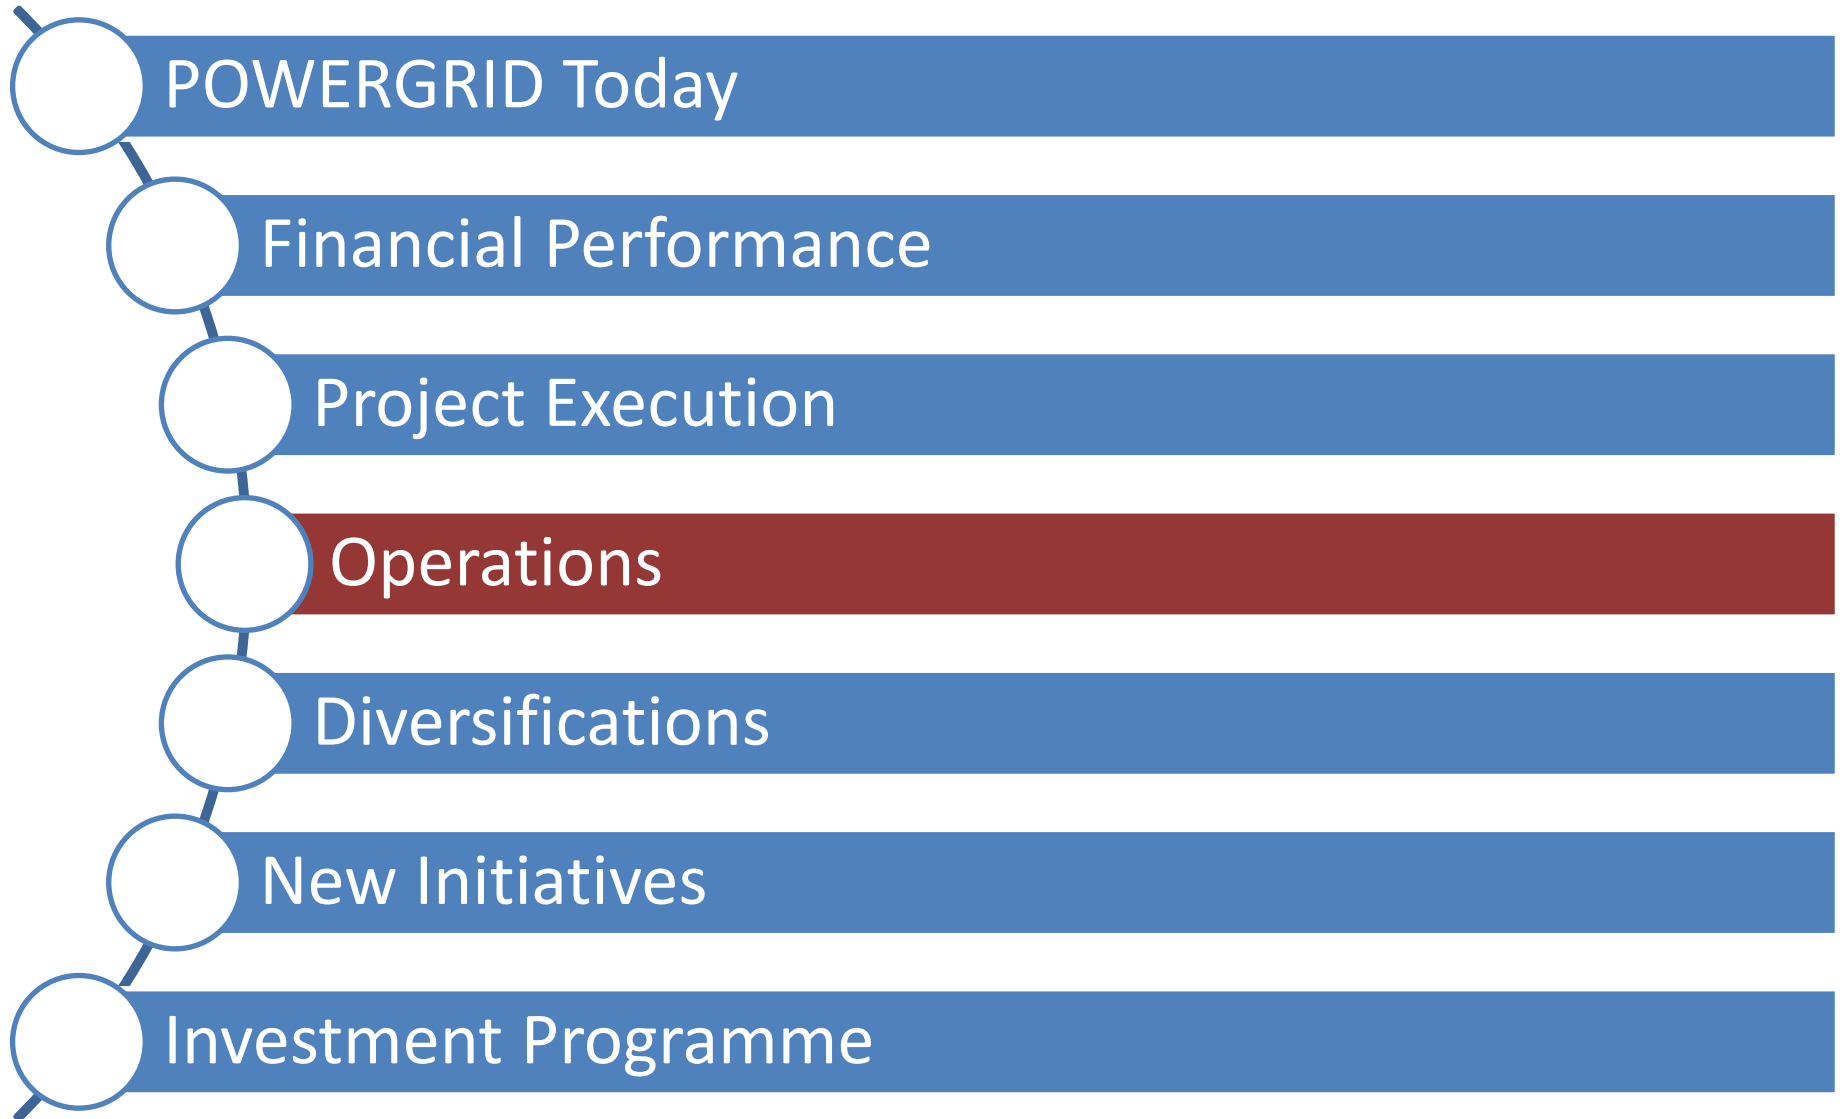 POWERGRID Today
Financial Performance
Project Execution
Operations
Diversifications
New Initiatives
Investment Programme